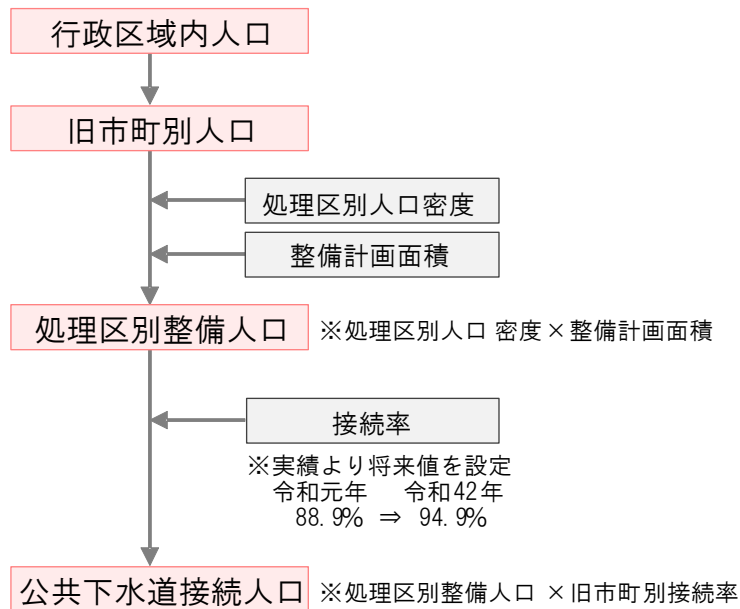 行政区域内人口
旧市町別人口
処理区別人口密度
整備計画面積
処理区別整備人口 ※処理区別人口 密度×整備計画面積
接続率
※実績より将来値を設定
令和元年 令和42年
88.9% ⇒ 94.9%
公共下水道接続人口 ※処理区別整備人口 ×旧市町別接続率